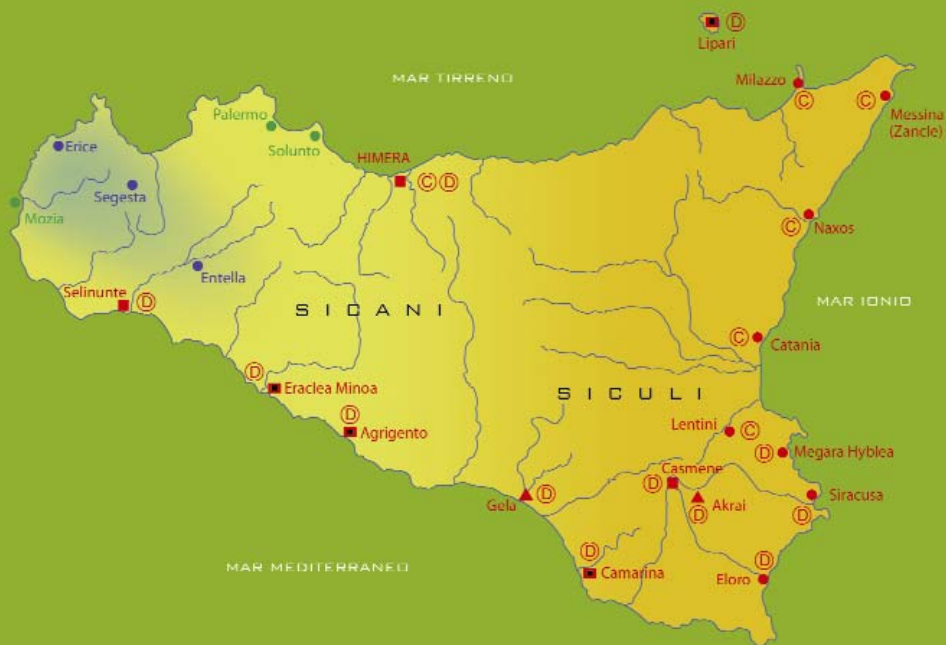 Ⓓ
Lipari
MAR TIRRENO
Milazzo
Ⓒ
Ⓒ
Messina
(Zancle)
Palermo
Solunto
Erice
HIMERA
Ⓒ Ⓓ
Segesta
Mozia
Ⓒ
Naxos
Entella
Selinunte
Ⓓ
SICANI
MAR IONIO
Ⓒ
Catania
Ⓓ
Eraclea Minoa
SICULI
Ⓓ
Agrigento
Lentini
Ⓒ
Ⓓ
Megara Hyblea
Casmene
Ⓓ
Gela
Ⓓ
Akrai
Ⓓ
Siracusa
Ⓓ
MAR MEDITERRANEO
Ⓓ
Camarina
Ⓓ
Eloro